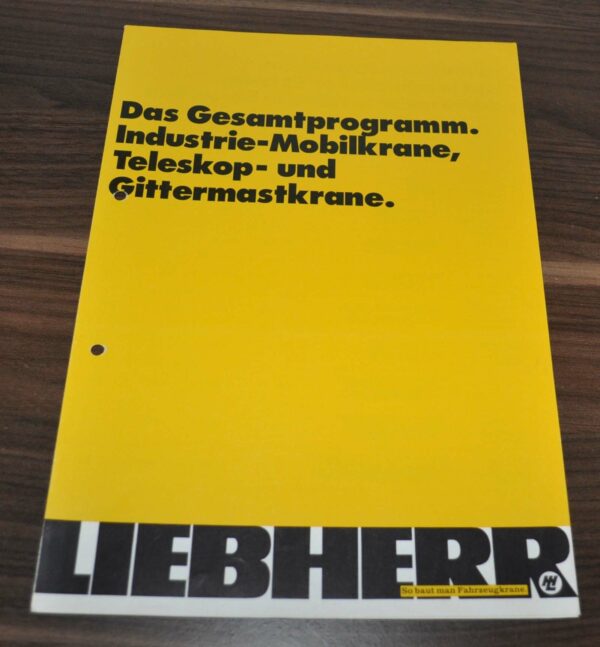 Das Gesamtprogramm.
Industrie-Mobilkrane,
Teleskop- und
Gittermastkrane.
LIEBHERR
So baut man Fahrzeugkrane.